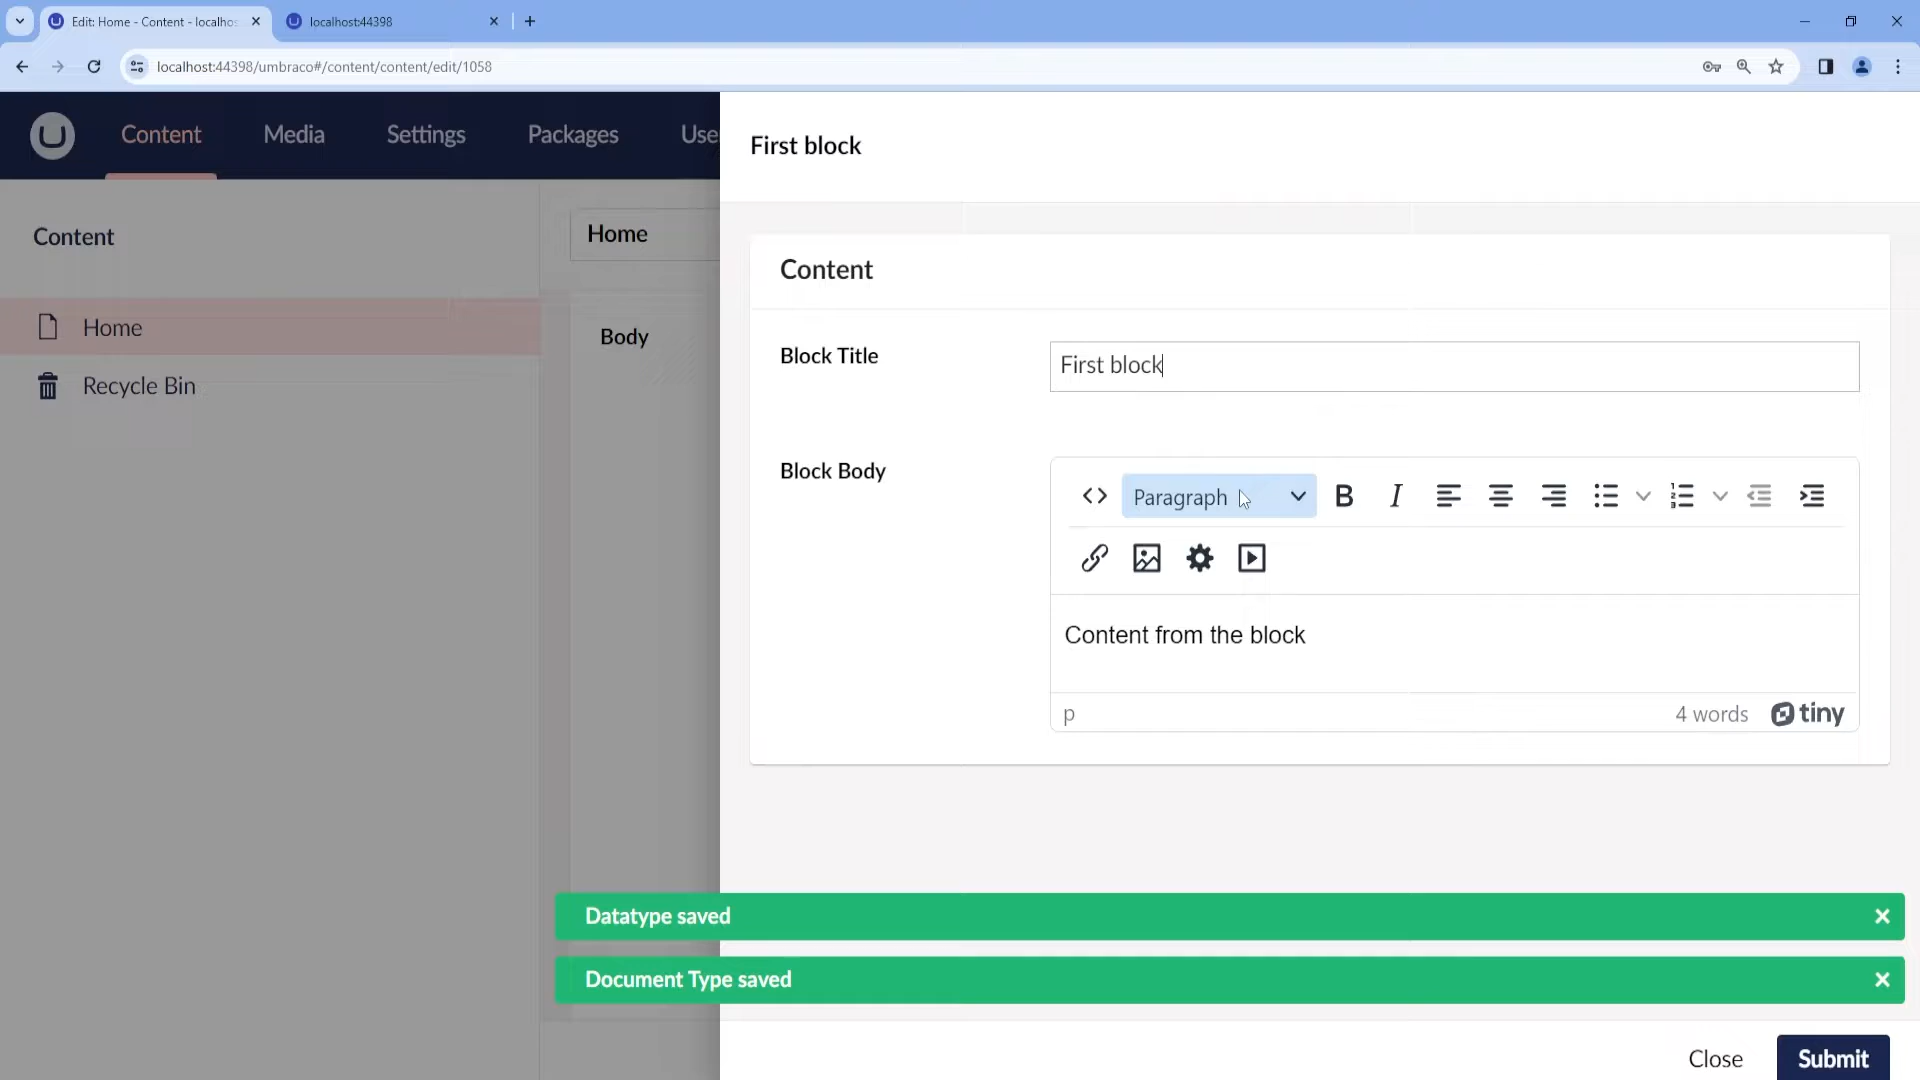 Edit: Home - Content - localhos
localhost:44398
localhost:44398/umbraco#/content/content/edit/1058
Content
Media
Settings
Packages
Use
First block
Content
Home
Content
Block Title
First block
Home
Body
Recycle Bin
Block Body
Paragraph
B
I
Content from the block
p
4 words
tiny
Datatype saved
Document Type saved
Close
Submit